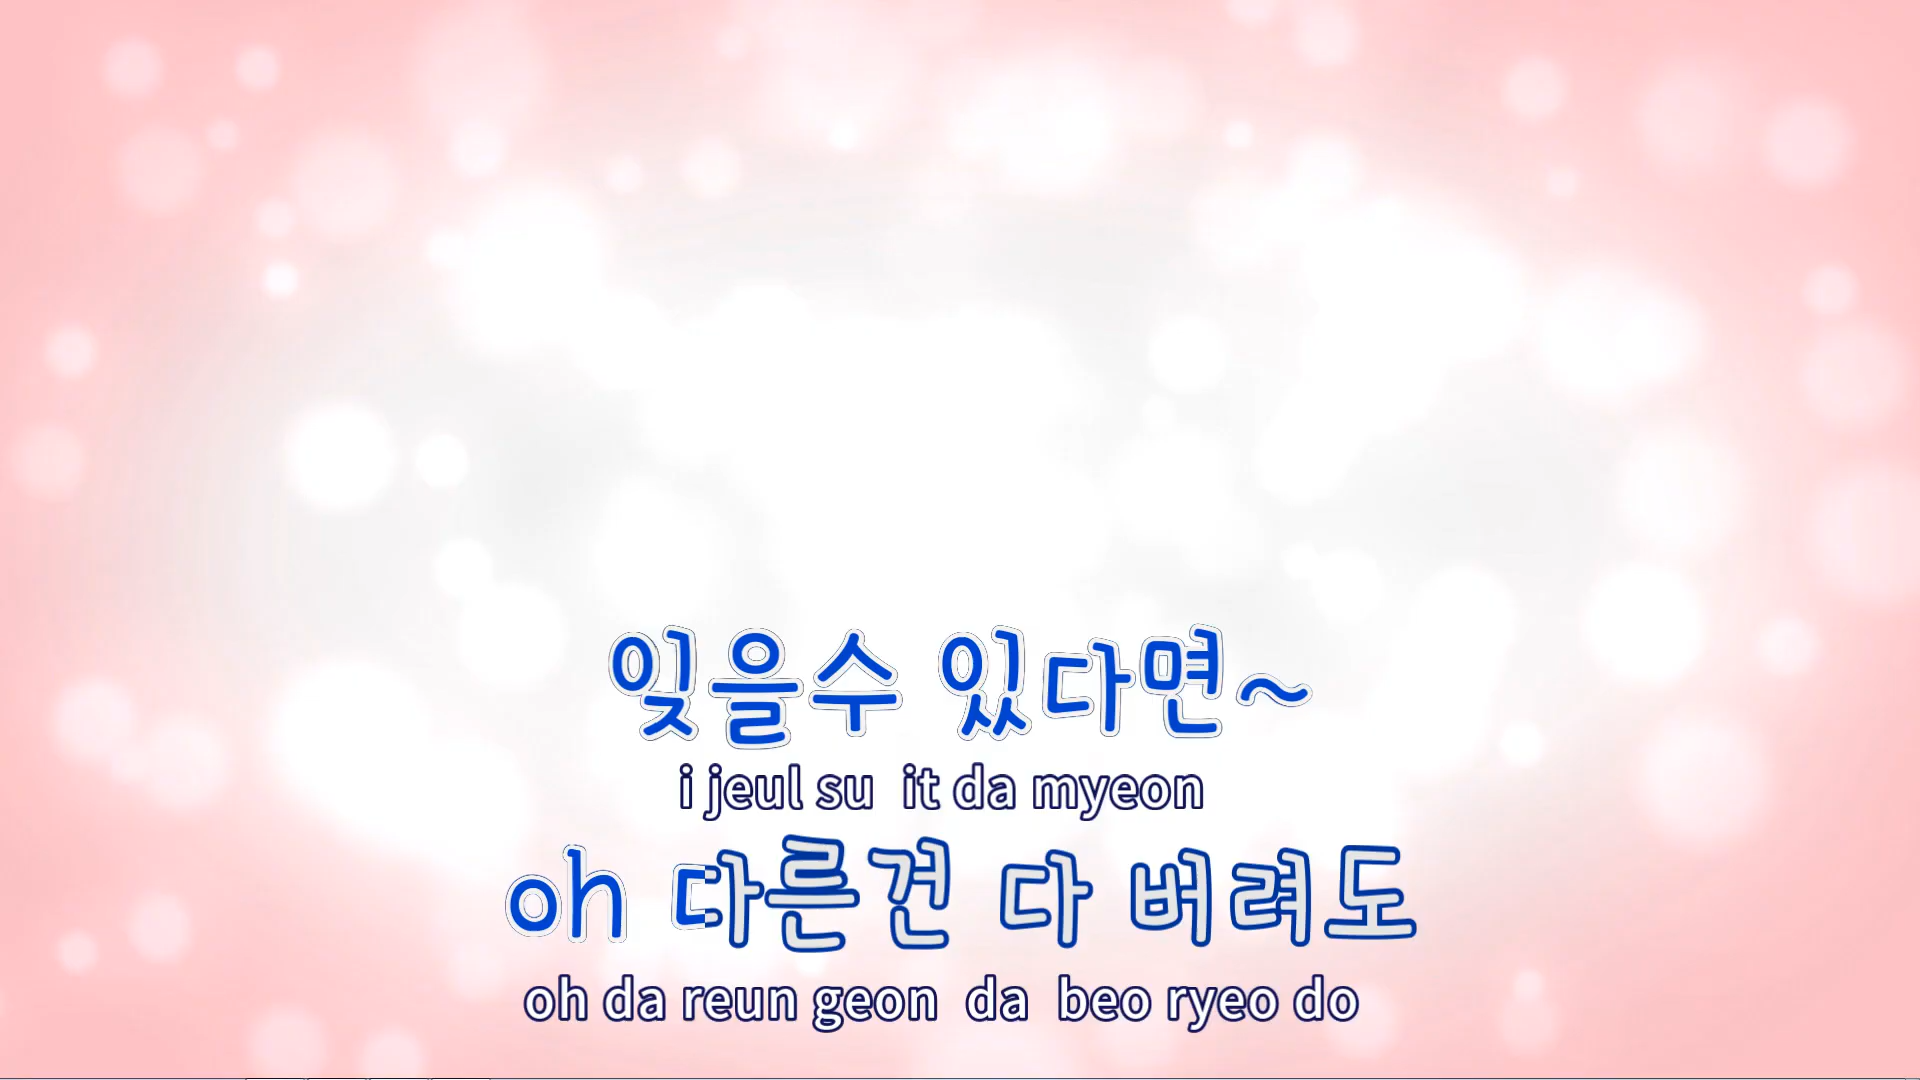 잊을수 있다면~
i jeul su it da myeon
oh 다른건 다 버려도
oh da reun geon da beo ryeo do